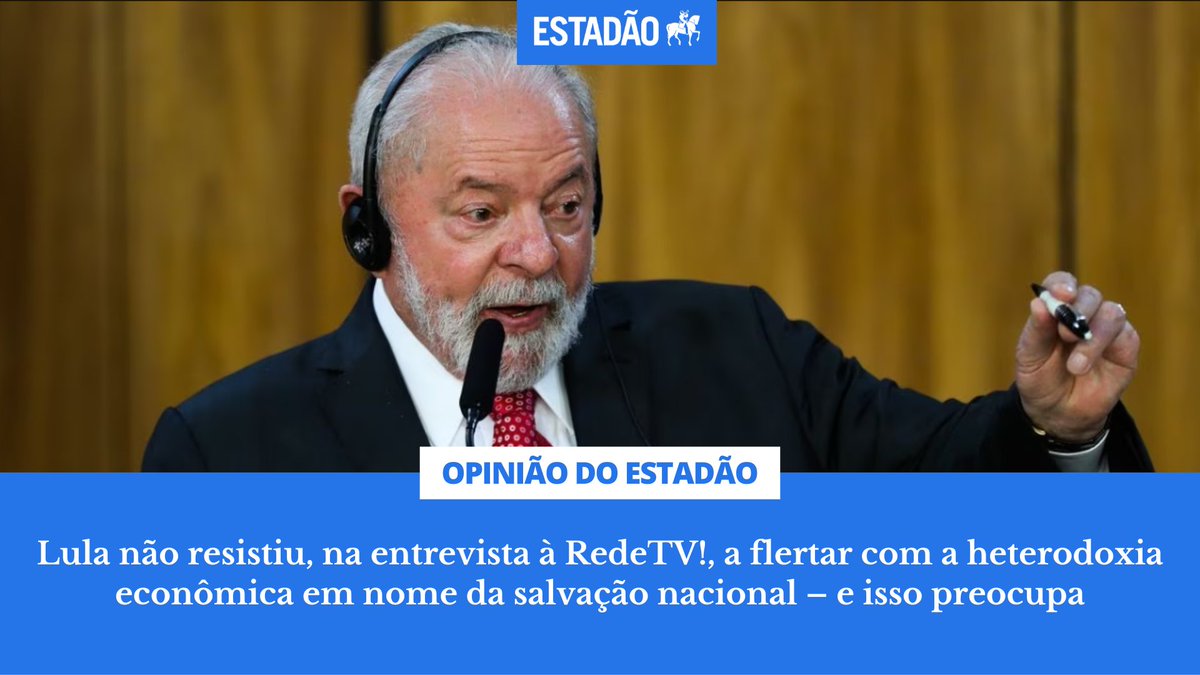 ESTADÃO
OPINIÃO DO ESTADÃO
Lula não resistiu, na entrevista à RedeTV!, a flertar com a heterodoxia
econômica em nome da salvação nacional – e isso preocupa